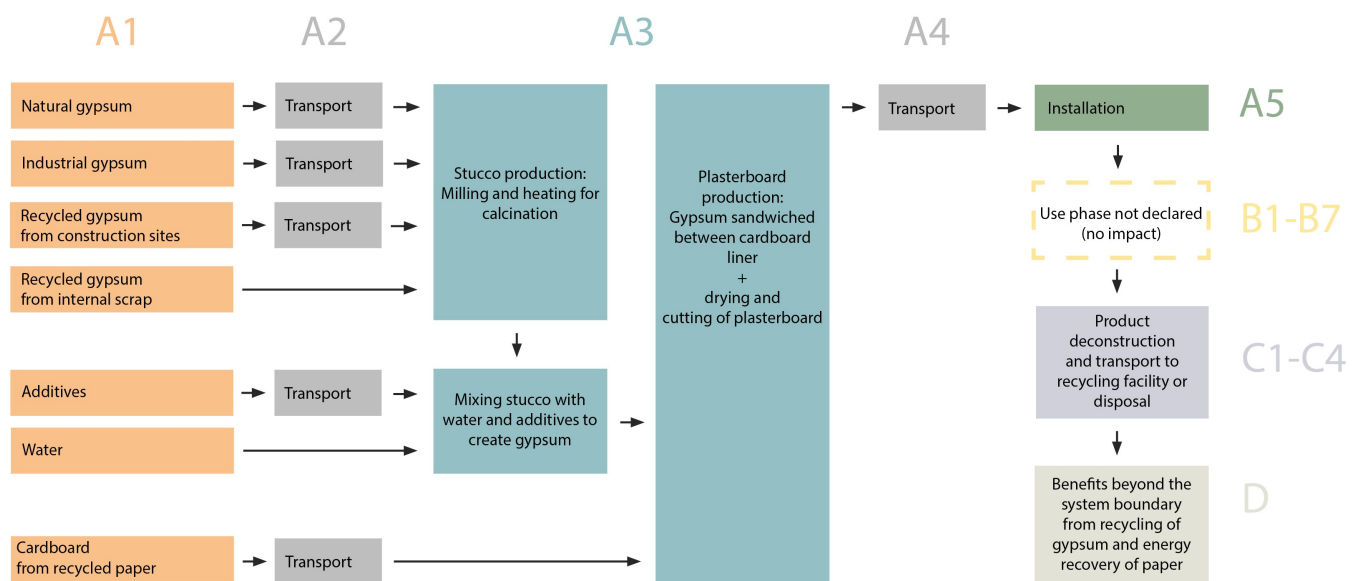 A1
A2
A3
A4
Natural gypsum
Transport
Industrial gypsum
Transport
Recycled gypsum
from construction sites
Transport
Recycled gypsum
from internal scrap
Stucco production:
Milling and heating for
calcination
Additives
Transport
Water
Mixing stucco with
water and additives to
create gypsum
Cardboard
from recycled paper
Transport
Plasterboard
production:
Gypsum sandwiched
between cardboard
liner
+
drying and
cutting of plasterboard
Transport
Installation
A5
Use phase not declared
(no impact)
B1-B7
Product
deconstruction
and transport to
recycling facility or
disposal
C1-C4
Benefits beyond the
system boundary
from recycling of
gypsum and energy
recovery of paper
D